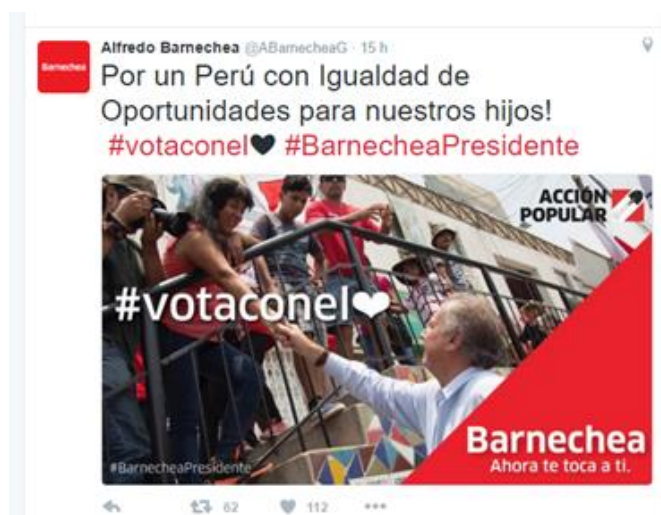 Barnechea
Alfredo Barnechea @ABarnecheaG · 15 h
Por un Perú con Igualdad de
Oportunidades para nuestros hijos!
#votaconel🖤 #BarnecheaPresidente
ACCIÓN
POPULAR
#votaconel❤
Barnechea
Ahora te toca a ti.
#BarnecheaPresidente
62 112 •••